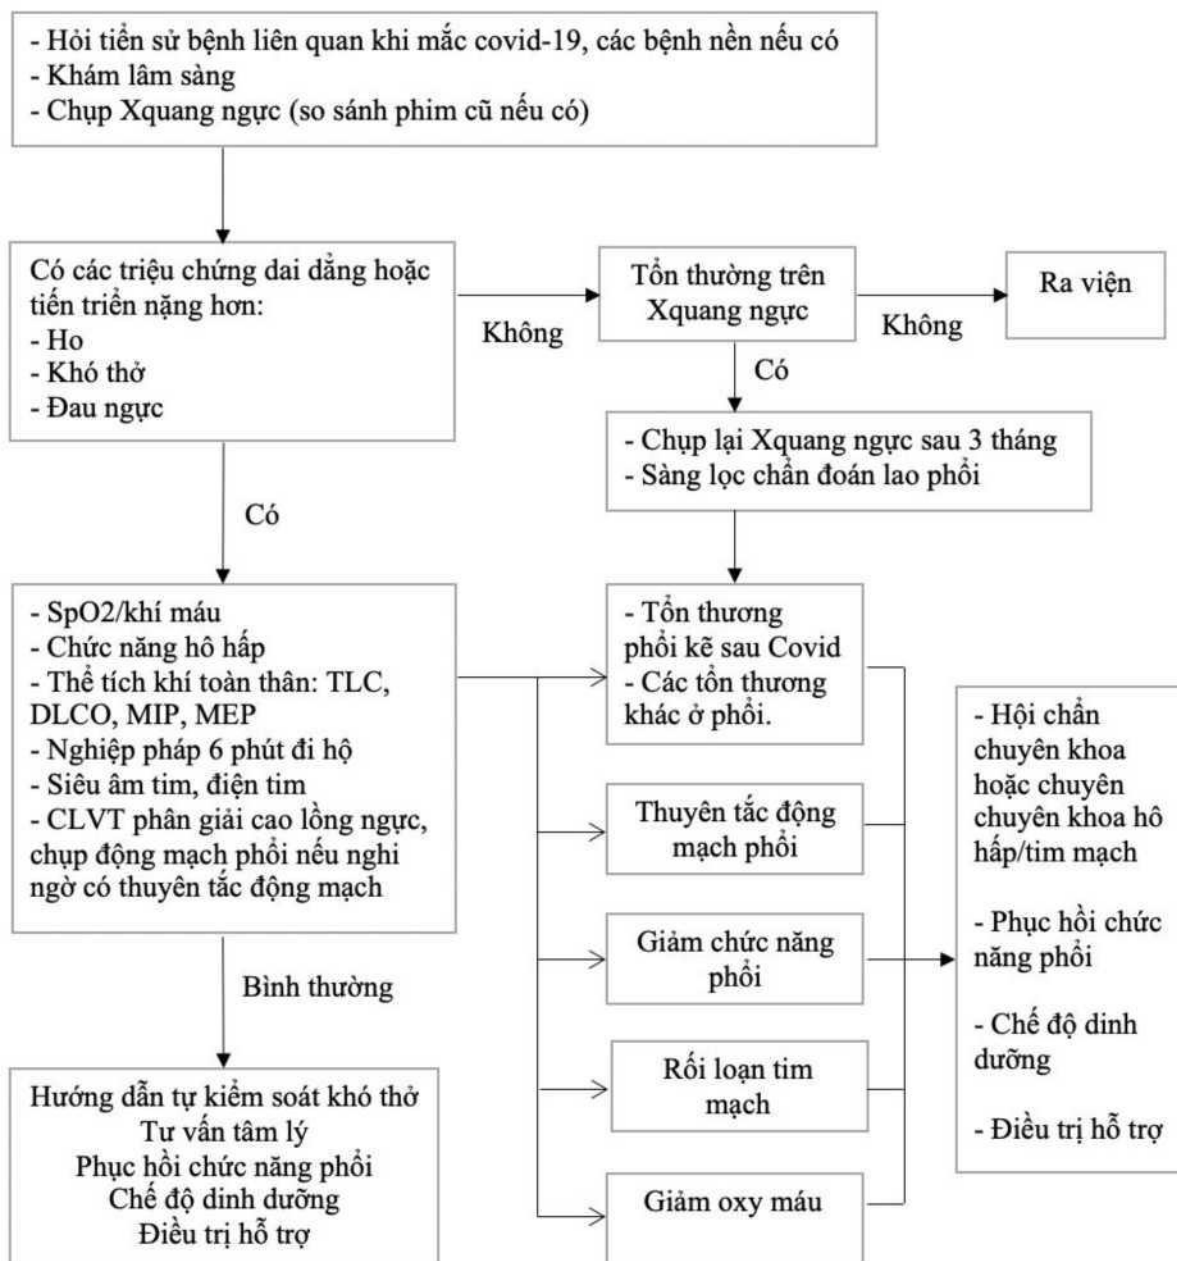 - Hỏi tiền sử bệnh liên quan khi mắc covid-19, các bệnh nền nếu có
- Khám lâm sàng
- Chụp Xquang ngực (so sánh phim cũ nếu có)
Có các triệu chứng dai dẳng hoặc
tiến triển nặng hơn:
- Ho
- Khó thở
- Đau ngực
Không
Tổn thường trên
Xquang ngực
Không
Ra viện
Có
- Chụp lại Xquang ngực sau 3 tháng
- Sàng lọc chẩn đoán lao phổi
Có
- SpO2/khí máu
- Chức năng hô hấp
- Thể tích khí toàn thân: TLC,
DLCO, MIP, MEP
- Nghiệp pháp 6 phút đi hộ
- Siêu âm tim, điện tim
- CLVT phân giải cao lồng ngực,
chụp động mạch phổi nếu nghi
ngờ có thuyên tắc động mạch
- Tổn thương
phổi kẽ sau Covid
- Các tổn thương
khác ở phổi.
Thuyên tắc động
mạch phổi
Giảm chức năng
phổi
Rối loạn tim
mạch
Giảm oxy máu
- Hội chẩn
chuyên khoa
hoặc chuyên
chuyên khoa hô
hấp/tim mạch
- Phục hồi chức
năng phổi
- Chế độ dinh
dưỡng
- Điều trị hỗ trợ
Bình thường
Hướng dẫn tự kiểm soát khó thở
Tư vấn tâm lý
Phục hồi chức năng phổi
Chế độ dinh dưỡng
Điều trị hỗ trợ